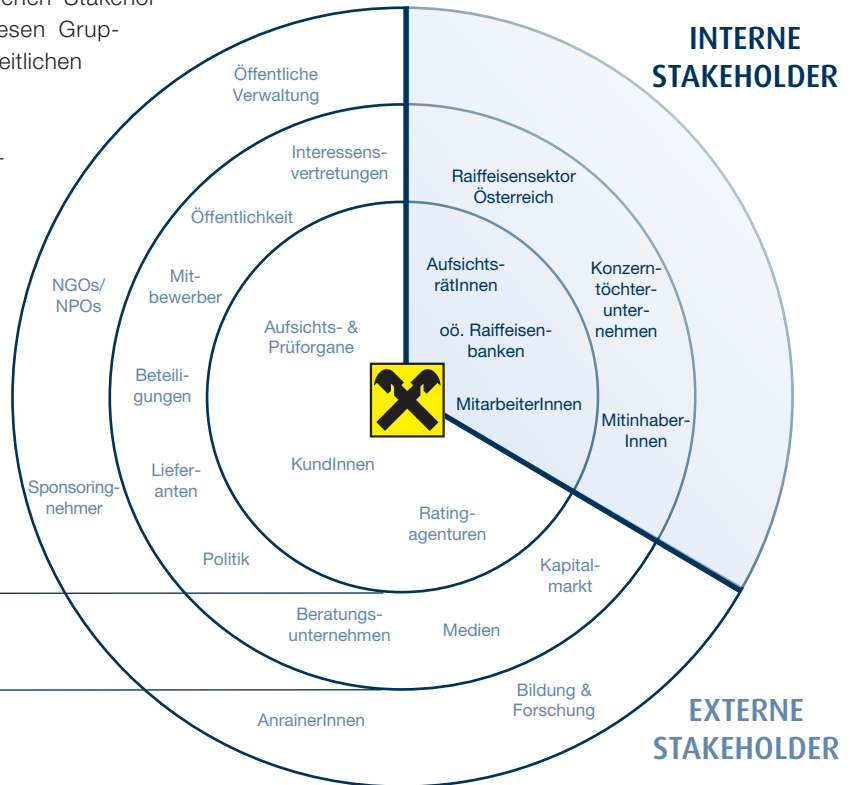 ichen Stakehol-
esen Grup-
eitlichen
-
INTERNE
STAKEHOLDER
Öffentliche
Verwaltung
Interessens-
vertretungen
Raiffeisensektor
Österreich
Öffentlichkeit
NGOs/
NPOs
Mit-
bewerber
Aufsichts-
rätInnen
Konzern-
töchter-
unter-
nehmen
Aufsichts- &
Prüforgane
oö. Raiffeisen-
banken
Beteili-
gungen
MitarbeiterInnen
Mitinhaber-
Innen
KundInnen
Liefer-
anten
Sponsoring-
nehmer
Rating-
agenturen
Politik
Kapital-
markt
Beratungs-
unternehmen
Medien
Bildung &
Forschung
AnrainerInnen
EXTERNE
STAKEHOLDER